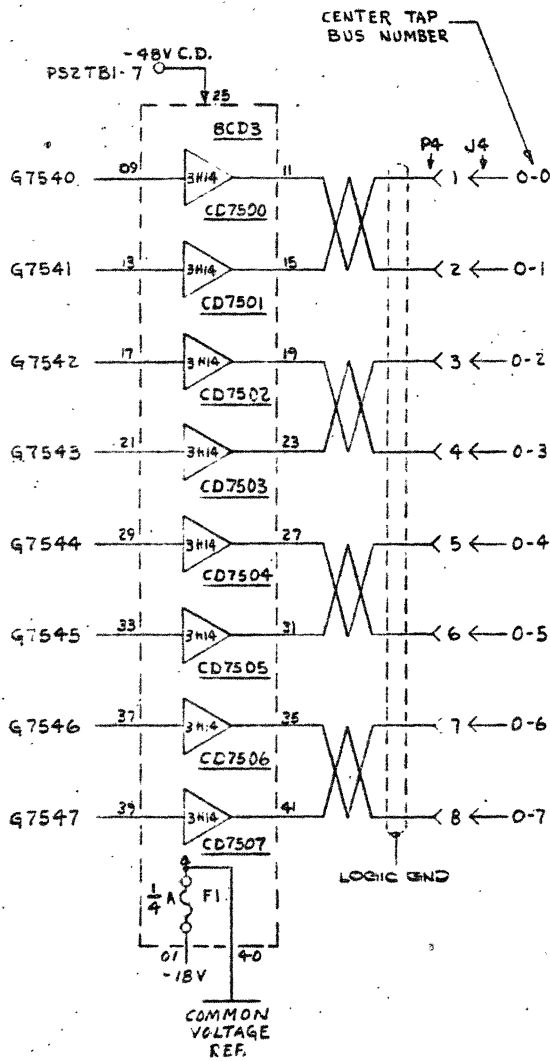 CENTER TAP
BUS NUMBER
-48V C.D.
PS2TB1-7
25
8CD3
P4 J4
G7540 09 3H14 11 1 0-0
CD7500
G7541 13 3H14 15 2 0-1
CD7501
G7542 17 3H14 19 3 0-2
CD7502
G7543 21 3H14 23 4 0-3
CD7503
G7544 29 3H14 27 5 0-4
CD7504
G7545 33 3H14 31 6 0-5
CD7505
G7546 37 3H14 35 7 0-6
CD7506
G7547 39 3H14 41 8 0-7
CD7507
4
1/4 A F1
LOGIC GND
01 40
-18V
COMMON
VOLTAGE
REF.